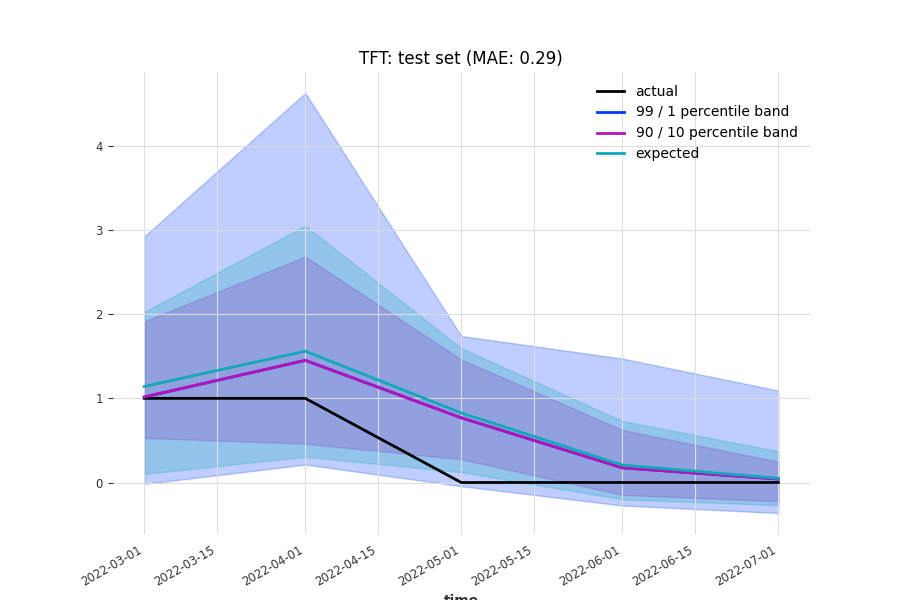 TFT: test set (MAE: 0.29)
actual
99 / 1 percentile band
90 / 10 percentile band
expected
4
3
2
1
0
2022-03-01
2022-03-15
2022-04-01
2022-04-15
2022-05-01
2022-05-15
2022-06-01
2022-06-15
2022-07-01
time